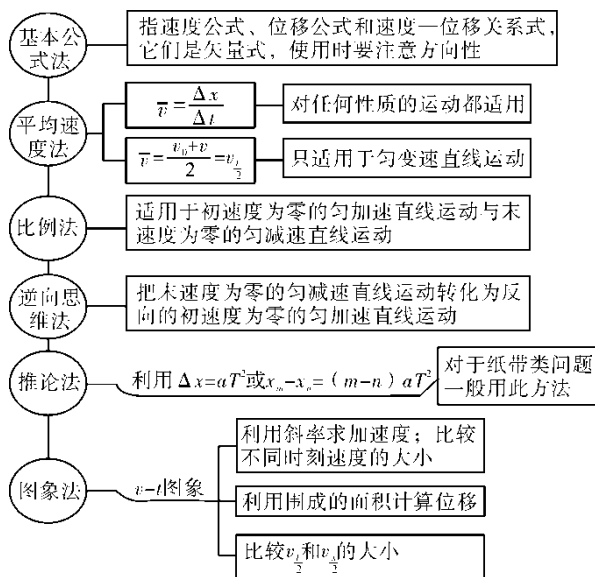 基本公式法
指速度公式、位移公式和速度—位移关系式，
它们是矢量式，使用时要注意方向性
平均速度法
v̄=Δx/Δt
对任何性质的运动都适用
v̄=(v₀+v)/2=v_{t/2}
只适用于匀变速直线运动
比例法
适用于初速度为零的匀加速直线运动与末
速度为零的匀减速直线运动
逆向思维法
把末速度为零的匀减速直线运动转化为反
向的初速度为零的匀加速直线运动
推论法
利用Δx=aT²或xₘ-xₙ=（m-n）aT²
对于纸带类问题
一般用此方法
图象法
v-t图象
利用斜率求加速度；比较
不同时刻速度的大小
利用围成的面积计算位移
比较v_{t/2}和v_{x/2}的大小